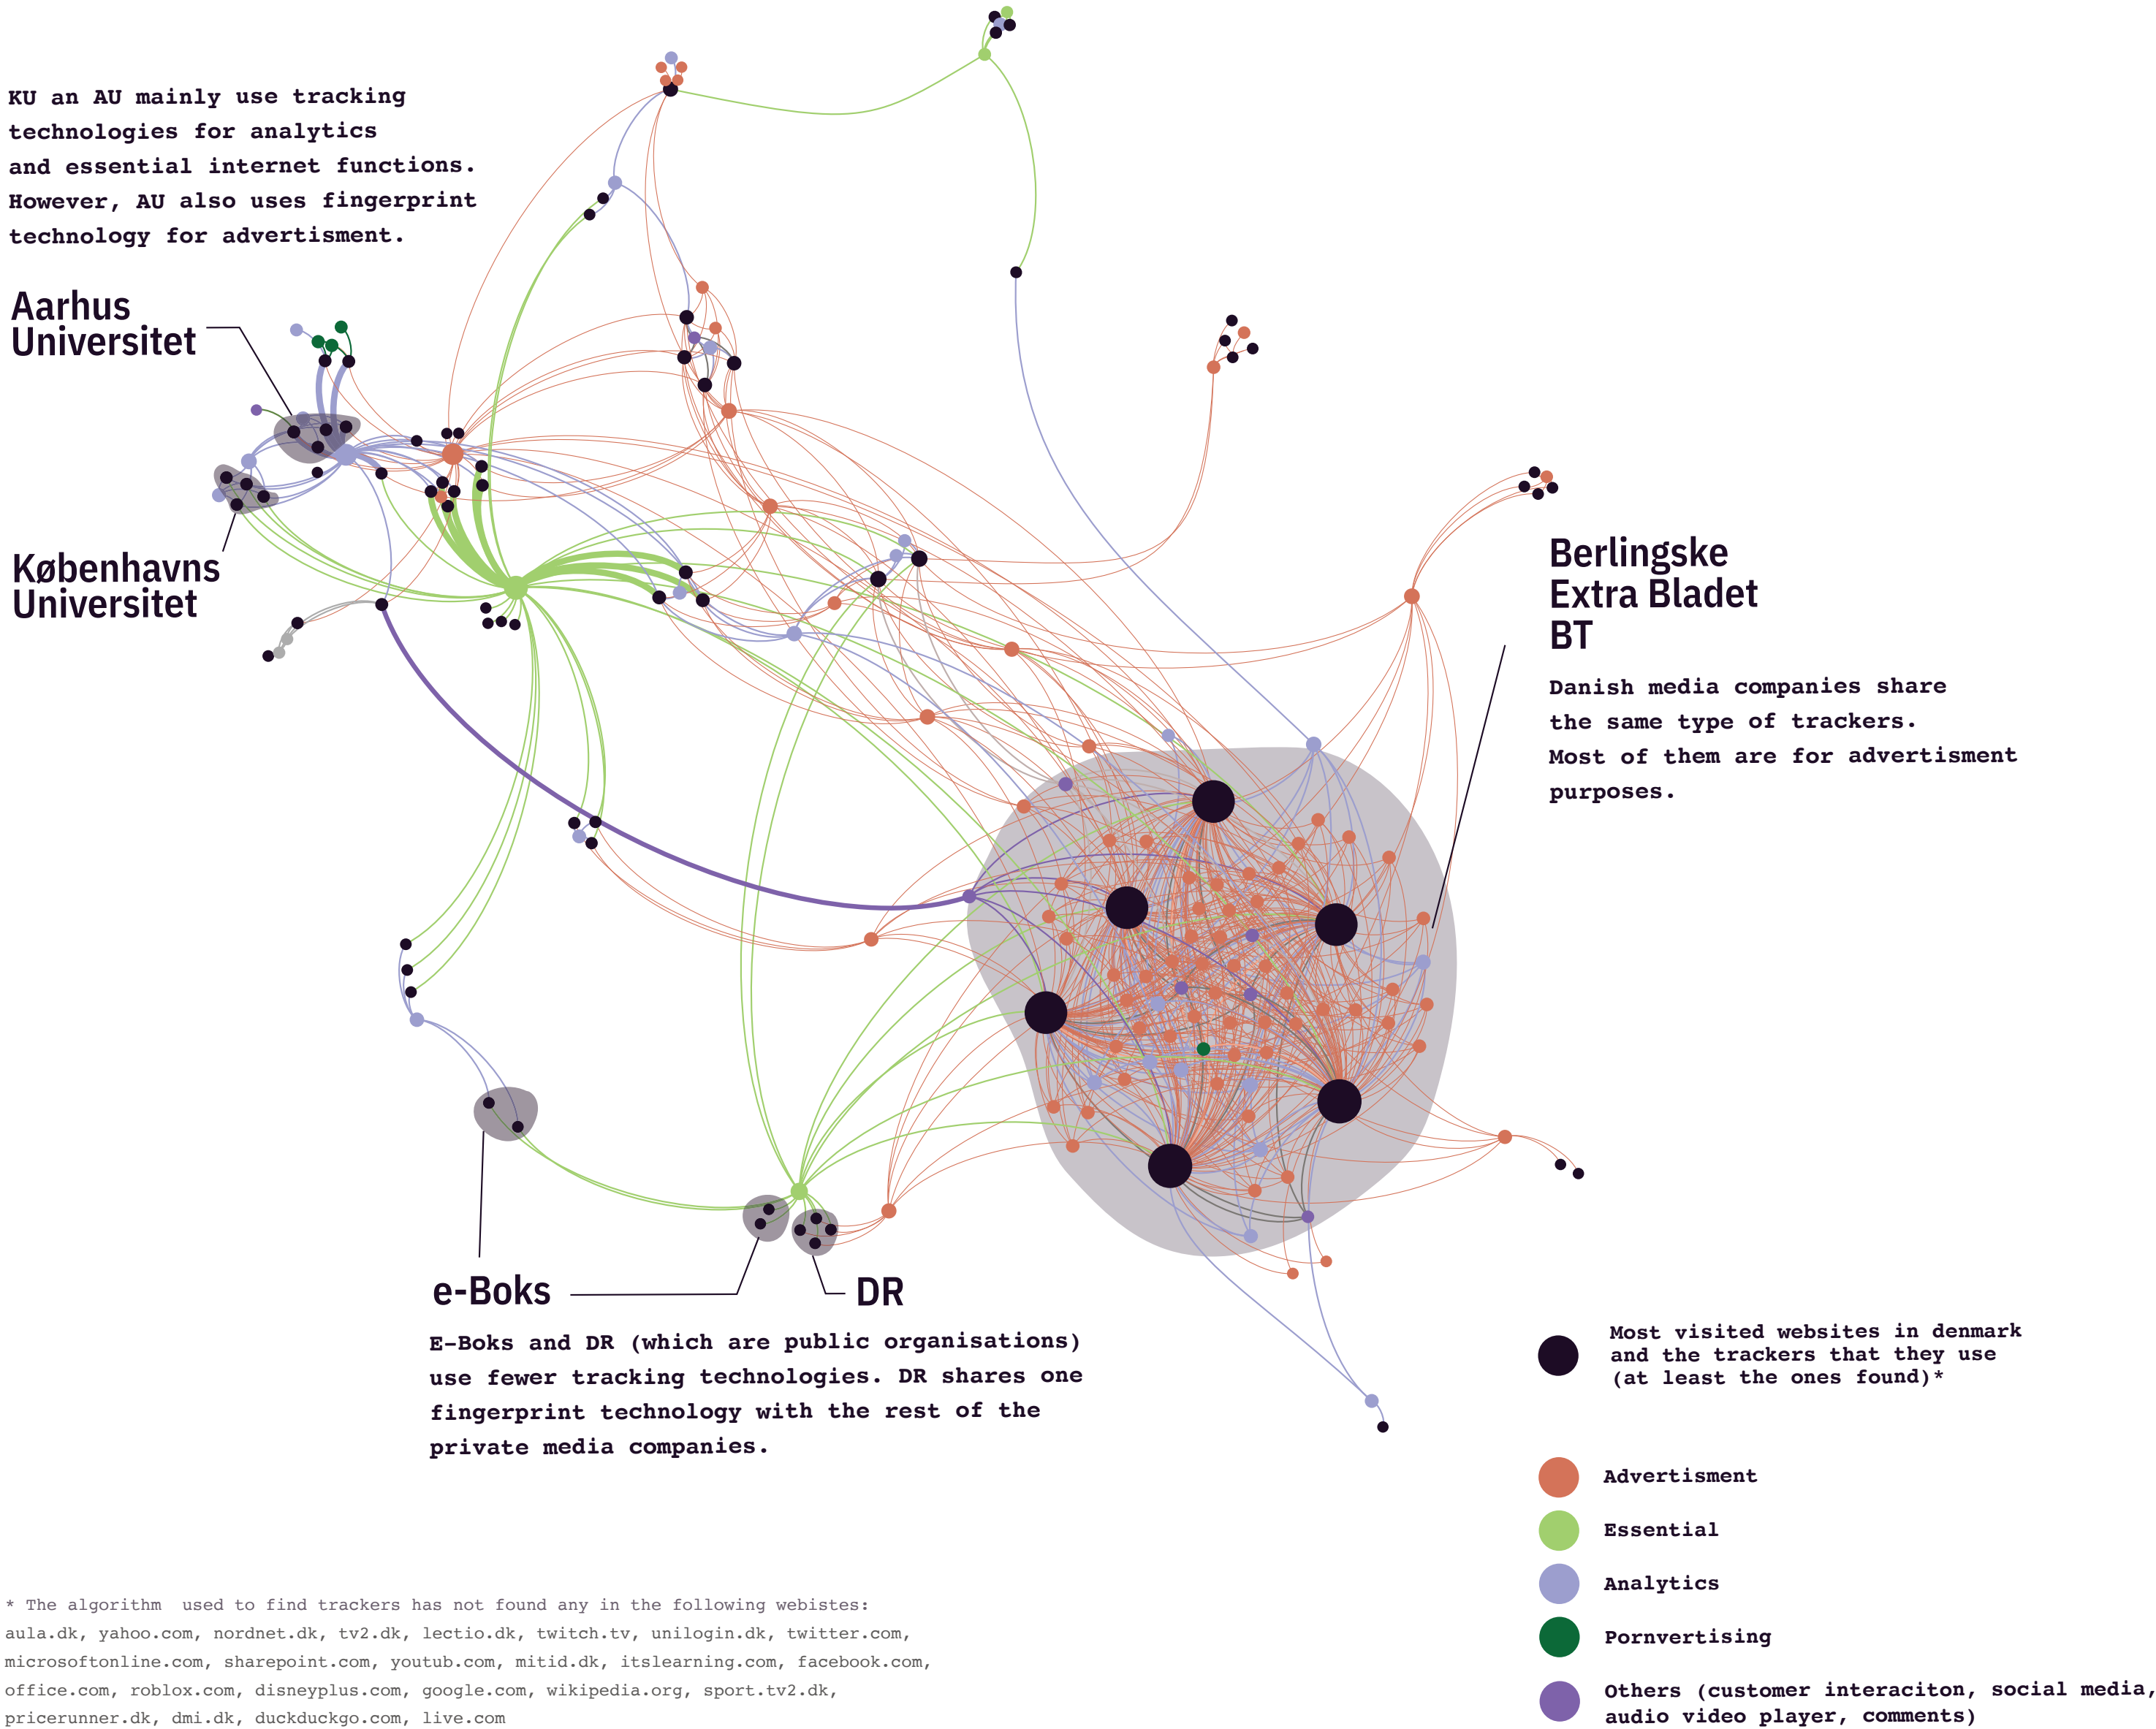 KU an AU mainly use tracking
technologies for analytics
and essential internet functions.
However, AU also uses fingerprint
technology for advertisment.
Aarhus
Universitet
Københavns
Universitet
Berlingske
Extra Bladet
BT
Danish media companies share
the same type of trackers.
Most of them are for advertisment
purposes.
e-Boks
DR
E-Boks and DR (which are public organisations)
use fewer tracking technologies. DR shares one
fingerprint technology with the rest of the
private media companies.
Most visited websites in denmark
and the trackers that they use
(at least the ones found)*
Advertisment
Essential
Analytics
Pornvertising
Others (customer interaciton, social media,
audio video player, comments)
* The algorithm  used to find trackers has not found any in the following webistes:
aula.dk, yahoo.com, nordnet.dk, tv2.dk, lectio.dk, twitch.tv, unilogin.dk, twitter.com,
microsoftonline.com, sharepoint.com, youtub.com, mitid.dk, itslearning.com, facebook.com,
office.com, roblox.com, disneyplus.com, google.com, wikipedia.org, sport.tv2.dk,
pricerunner.dk, dmi.dk, duckduckgo.com, live.com